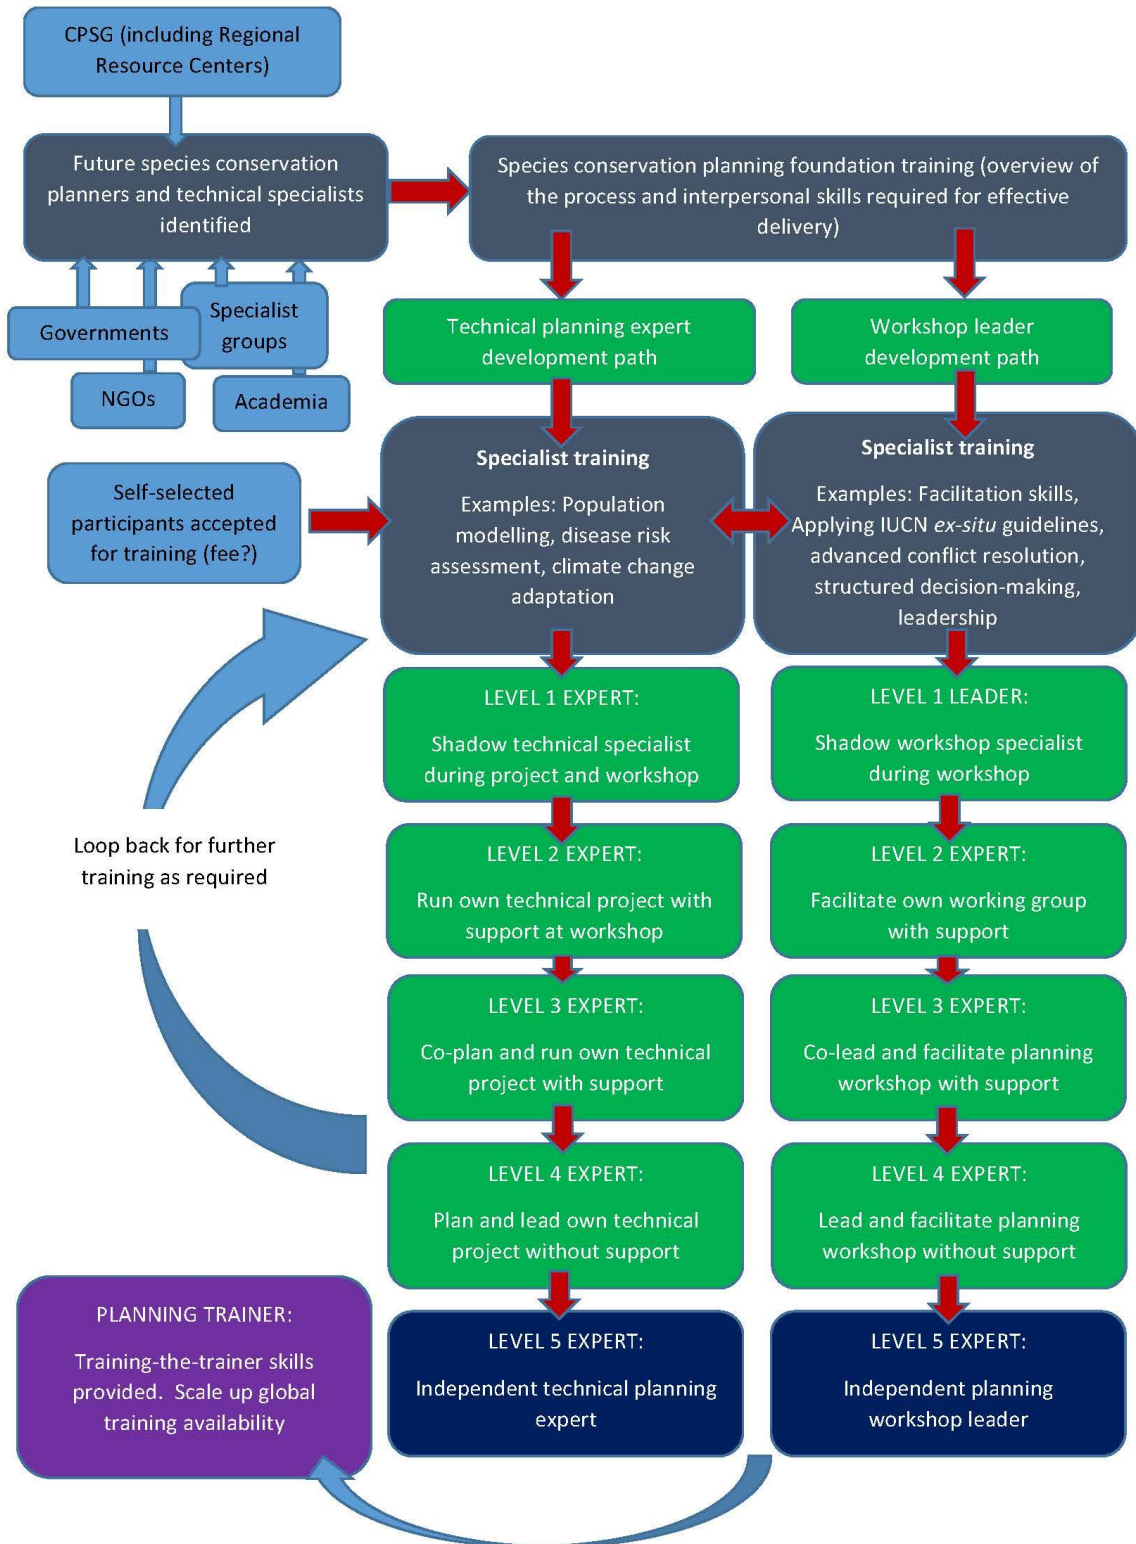 CPSG (including Regional
Resource Centers)
Future species conservation
planners and technical specialists
identified
Species conservation planning foundation training (overview of
the process and interpersonal skills required for effective
delivery)
Governments
Specialist
groups
NGOs
Academia
Technical planning expert
development path
Workshop leader
development path
Self-selected
participants accepted
for training (fee?)
Specialist training
Examples: Population
modelling, disease risk
assessment, climate change
adaptation
Specialist training
Examples: Facilitation skills,
Applying IUCN ex-situ guidelines,
advanced conflict resolution,
structured decision-making,
leadership
LEVEL 1 EXPERT:
Shadow technical specialist
during project and workshop
LEVEL 1 LEADER:
Shadow workshop specialist
during workshop
Loop back for further
training as required
LEVEL 2 EXPERT:
Run own technical project with
support at workshop
LEVEL 2 EXPERT:
Facilitate own working group
with support
LEVEL 3 EXPERT:
Co-plan and run own technical
project with support
LEVEL 3 EXPERT:
Co-lead and facilitate planning
workshop with support
LEVEL 4 EXPERT:
Plan and lead own technical
project without support
LEVEL 4 EXPERT:
Lead and facilitate planning
workshop without support
PLANNING TRAINER:
Training-the-trainer skills
provided.  Scale up global
training availability
LEVEL 5 EXPERT:
Independent technical planning
expert
LEVEL 5 EXPERT:
Independent planning
workshop leader